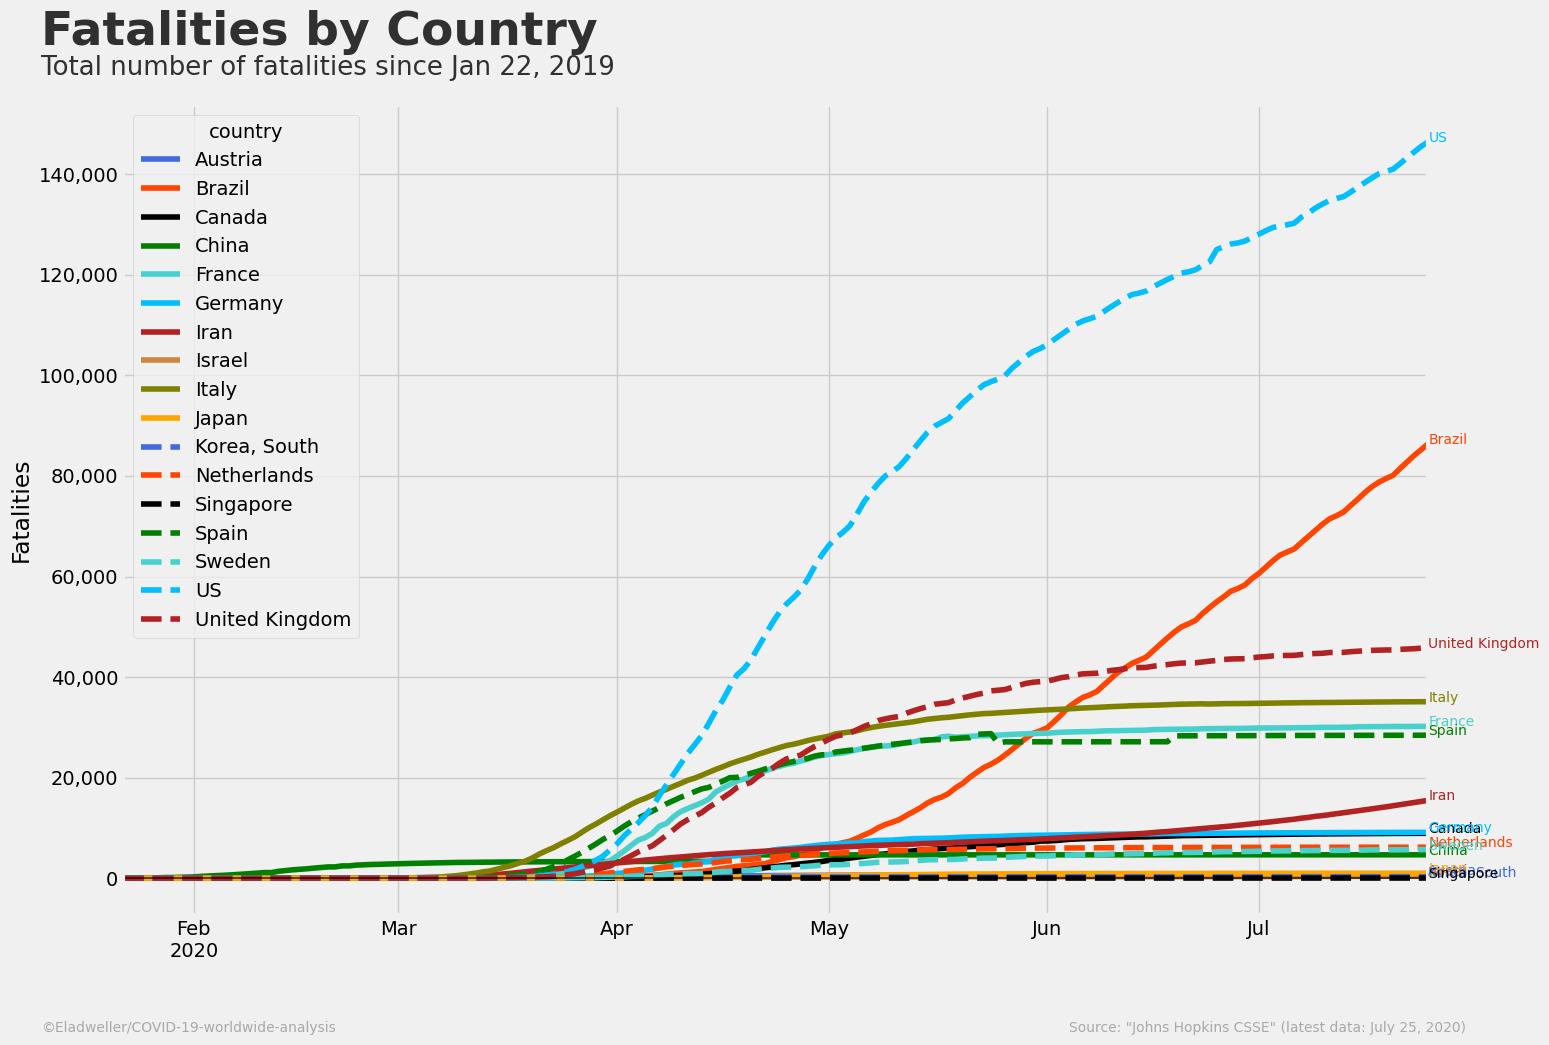 Fatalities by Country
Total number of fatalities since Jan 22, 2019
country
Austria
Brazil
Canada
China
France
Germany
Iran
Israel
Italy
Japan
Korea, South
Netherlands
Singapore
Spain
Sweden
US
United Kingdom
Fatalities
140,000
120,000
100,000
80,000
60,000
40,000
20,000
0
US
Brazil
United Kingdom
Italy
France
Spain
Iran
Canada
Germany
Netherlands
China
Singapore
Feb
2020
Mar
Apr
May
Jun
Jul
©Eladweller/COVID-19-worldwide-analysis
Source: "Johns Hopkins CSSE" (latest data: July 25, 2020)